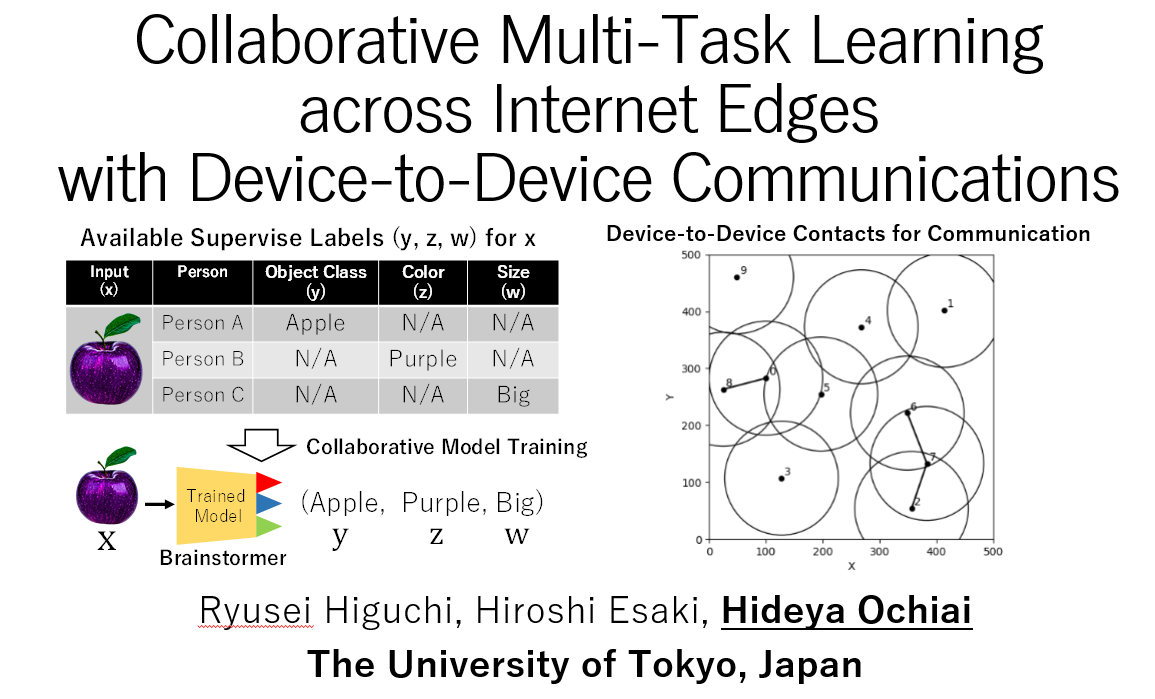 Collaborative Multi-Task Learning
across Internet Edges
with Device-to-Device Communications
Available Supervise Labels (y, z, w) for x
Input (x) Person Object Class (y) Color (z) Size (w)
Person A Apple N/A N/A
Person B N/A Purple N/A
Person C N/A N/A Big
Collaborative Model Training
Trained
Model
(Apple, Purple, Big)
x y z w
Brainstormer
Device-to-Device Contacts for Communication
500
400
300
200
100
0
Y
9
1
4
0
8
5
6
7
3
2
0 100 200 300 400 500
X
Ryusei Higuchi, Hiroshi Esaki, Hideya Ochiai
The University of Tokyo, Japan